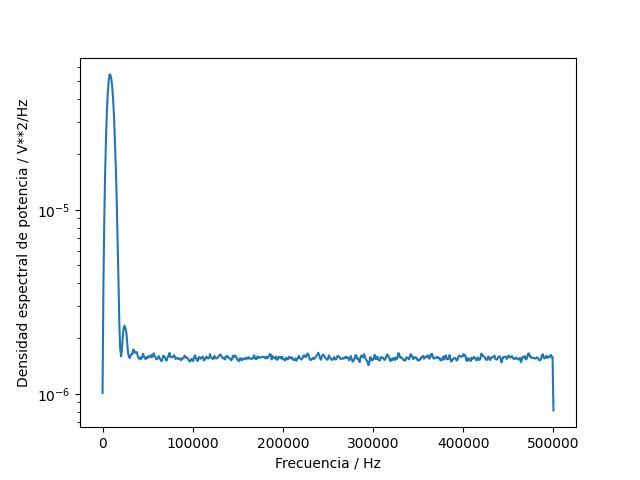 Densidad espectral de potencia / V**2/Hz
10⁻⁵
10⁻⁶
0 100000 200000 300000 400000 500000
Frecuencia / Hz